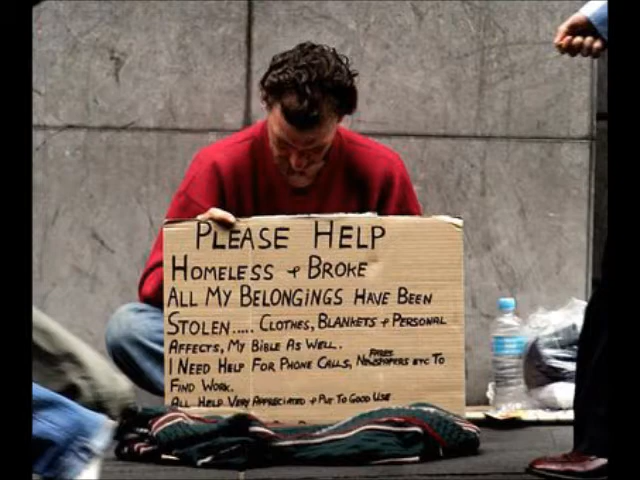 PLEASE HELP
HOMELESS + BROKE
ALL MY BELONGINGS HAVE BEEN
STOLEN..... CLOTHES, BLANKETS + PERSONAL
AFFECTS, MY BIBLE AS WELL.
FARES
I NEED HELP FOR PHONE CALLS, NEWSPAPERS ETC TO
FIND WORK.
ALL HELP VERY APPRECIATED + PUT TO GOOD USE